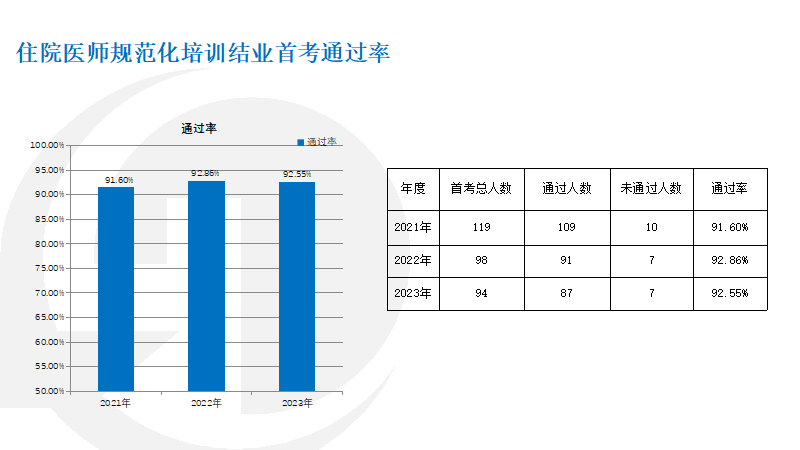 住院医师规范化培训结业首考通过率
通过率
通过率
100.00%
95.00%
90.00%
85.00%
80.00%
75.00%
70.00%
65.00%
60.00%
55.00%
50.00%
91.60%
92.86%
92.55%
2021年 2022年 2023年
年度 首考总人数 通过人数 未通过人数 通过率
2021年 119 109 10 91.60%
2022年 98 91 7 92.86%
2023年 94 87 7 92.55%